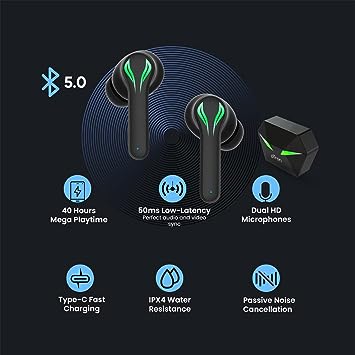 5.0
40 Hours
Mega Playtime
50ms Low-Latency
Perfect audio and video
sync
Dual HD
Microphones
Type-C Fast
Charging
IPX4 Water
Resistance
Passive Noise
Cancellation